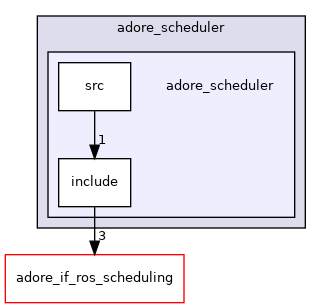 adore_scheduler
src
adore_scheduler
1
include
3
adore_if_ros_scheduling